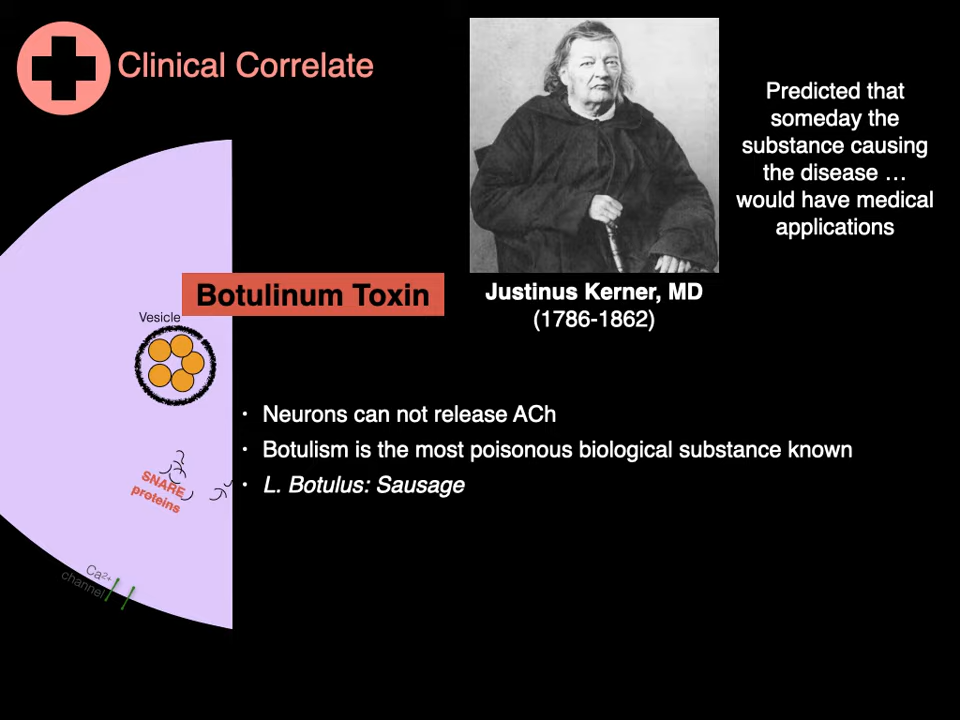 Clinical Correlate
Predicted that
someday the
substance causing
the disease …
would have medical
applications
Botulinum Toxin
Justinus Kerner, MD
(1786-1862)
Vesicle
• Neurons can not release ACh
• Botulism is the most poisonous biological substance known
• L. Botulus: Sausage
SNARE
proteins
Ca²⁺
channel